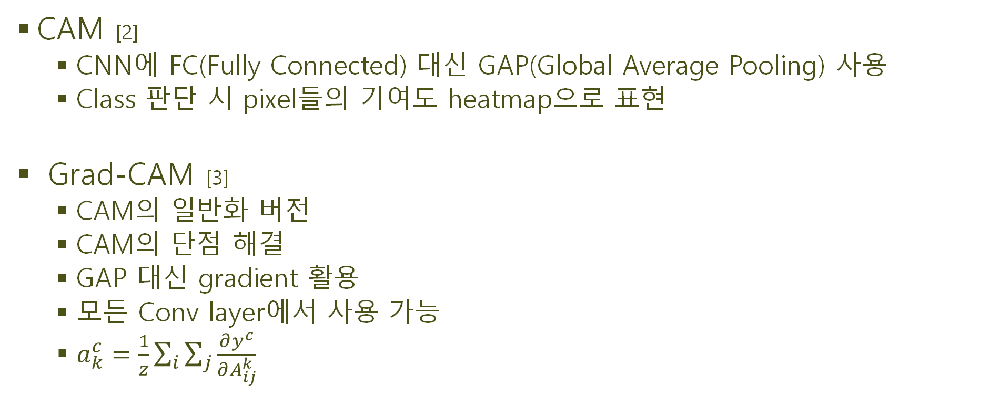 ▪ CAM [2]
▪ CNN에 FC(Fully Connected) 대신 GAP(Global Average Pooling) 사용
▪ Class 판단 시 pixel들의 기여도 heatmap으로 표현
▪ Grad-CAM [3]
▪ CAM의 일반화 버전
▪ CAM의 단점 해결
▪ GAP 대신 gradient 활용
▪ 모든 Conv layer에서 사용 가능
▪ $a_k^c = \frac{1}{z} \sum_i \sum_j \frac{\partial y^c}{\partial A_{ij}^k}$